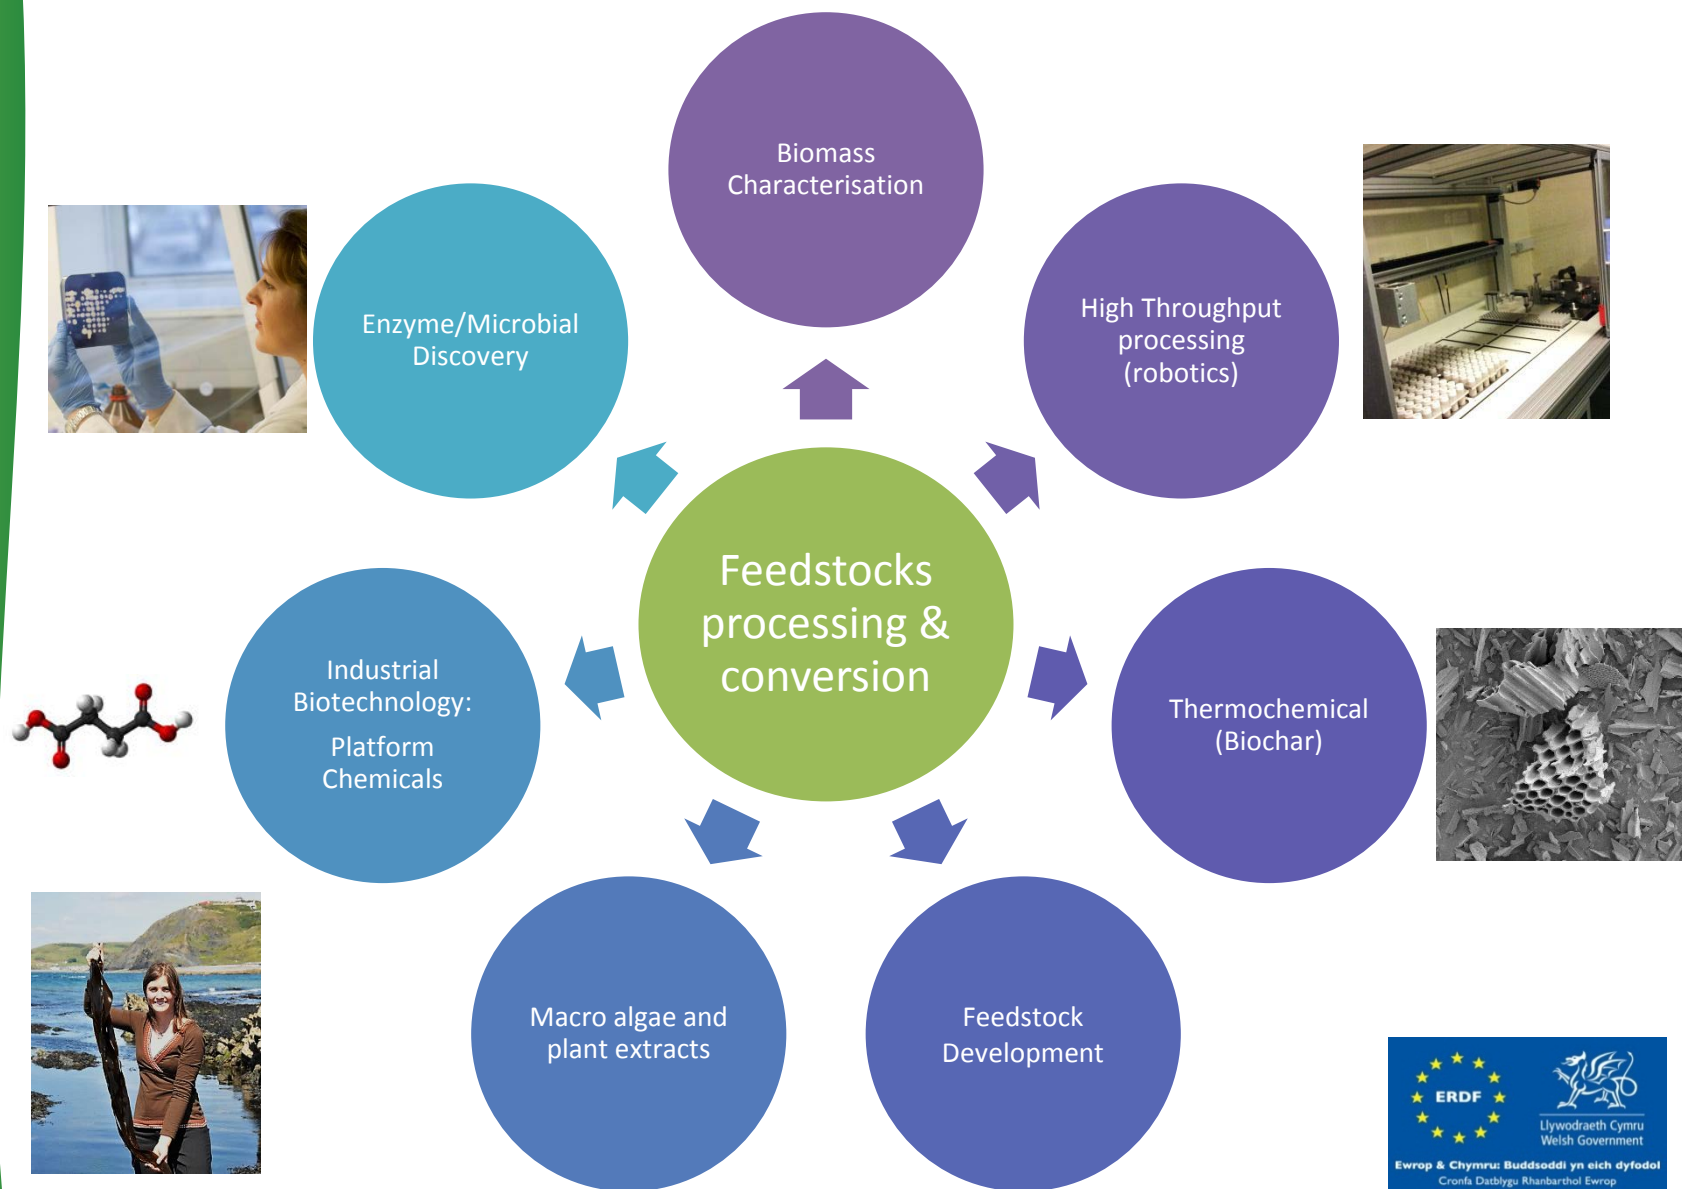 Biomass
Characterisation
High Throughput
processing
(robotics)
Enzyme/Microbial
Discovery
Feedstocks
processing &
conversion
Industrial
Biotechnology:
Platform
Chemicals
Thermochemical
(Biochar)
Macro algae and
plant extracts
Feedstock
Development
ERDF
Llywodraeth Cymru
Welsh Government
Ewrop & Chymru: Buddsoddi yn eich dyfodol
Cronfa Datblygu Rhanbarthol Ewrop